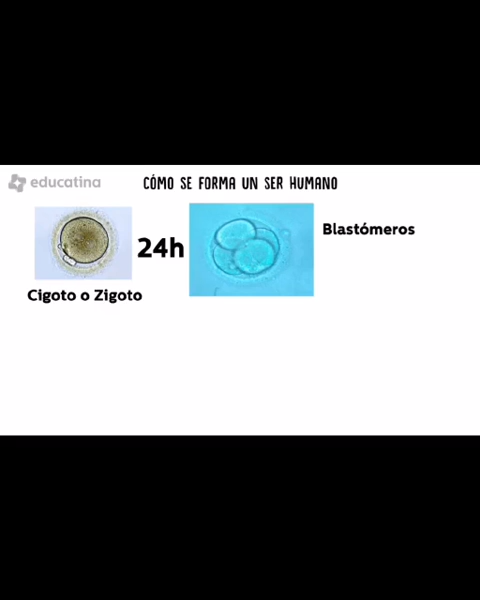 educatina
CÓMO SE FORMA UN SER HUMANO
24h
Blastómeros
Cigoto o Zigoto